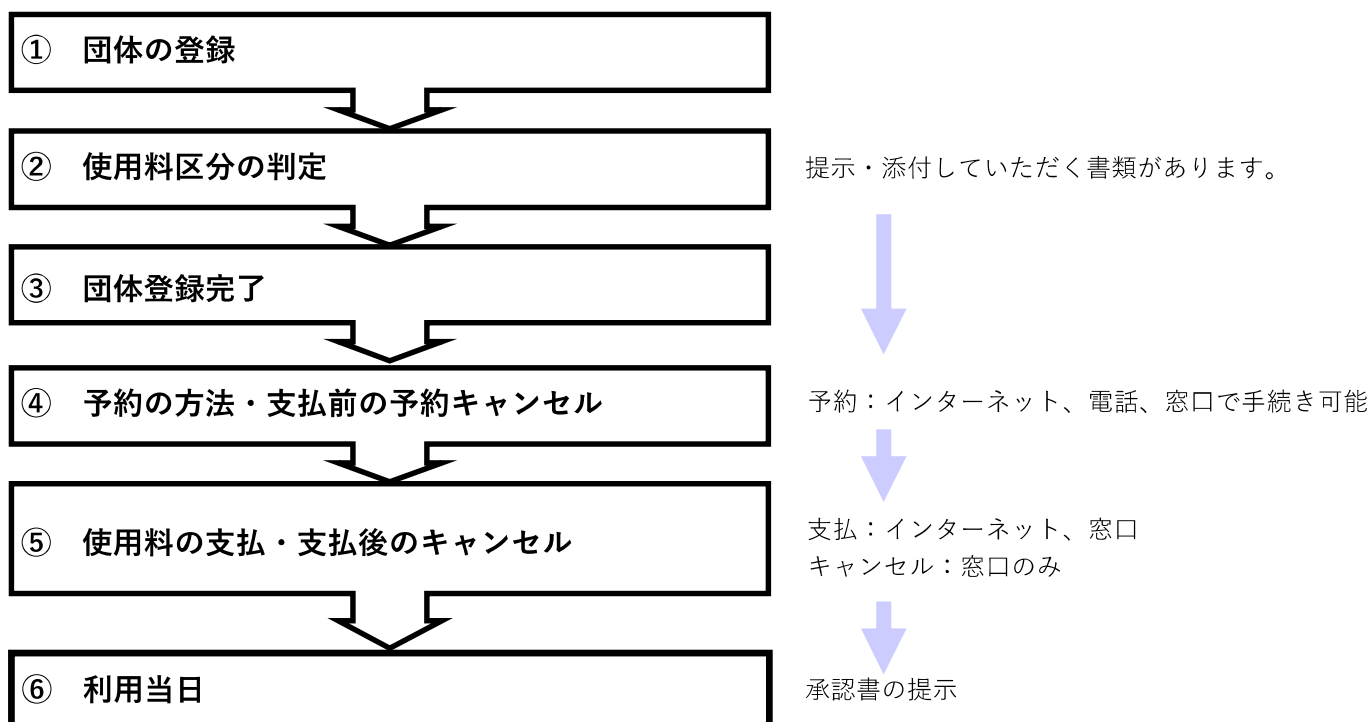 ① 団体の登録
② 使用料区分の判定
提示・添付していただく書類があります。
③ 団体登録完了
④ 予約の方法・支払前の予約キャンセル
予約：インターネット、電話、窓口で手続き可能
⑤ 使用料の支払・支払後のキャンセル
支払：インターネット、窓口
キャンセル：窓口のみ
⑥ 利用当日
承認書の提示